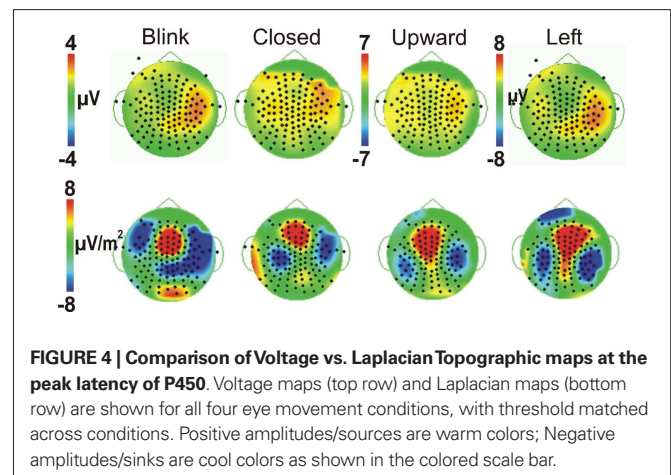 Blink Closed Upward Left
4 7 8
µV µV
-4 -7 -8
8
µV/m²
-8
FIGURE 4 | Comparison of Voltage vs. Laplacian Topographic maps at the
peak latency of P450. Voltage maps (top row) and Laplacian maps (bottom
row) are shown for all four eye movement conditions, with threshold matched
across conditions. Positive amplitudes/sources are warm colors; Negative
amplitudes/sinks are cool colors as shown in the colored scale bar.